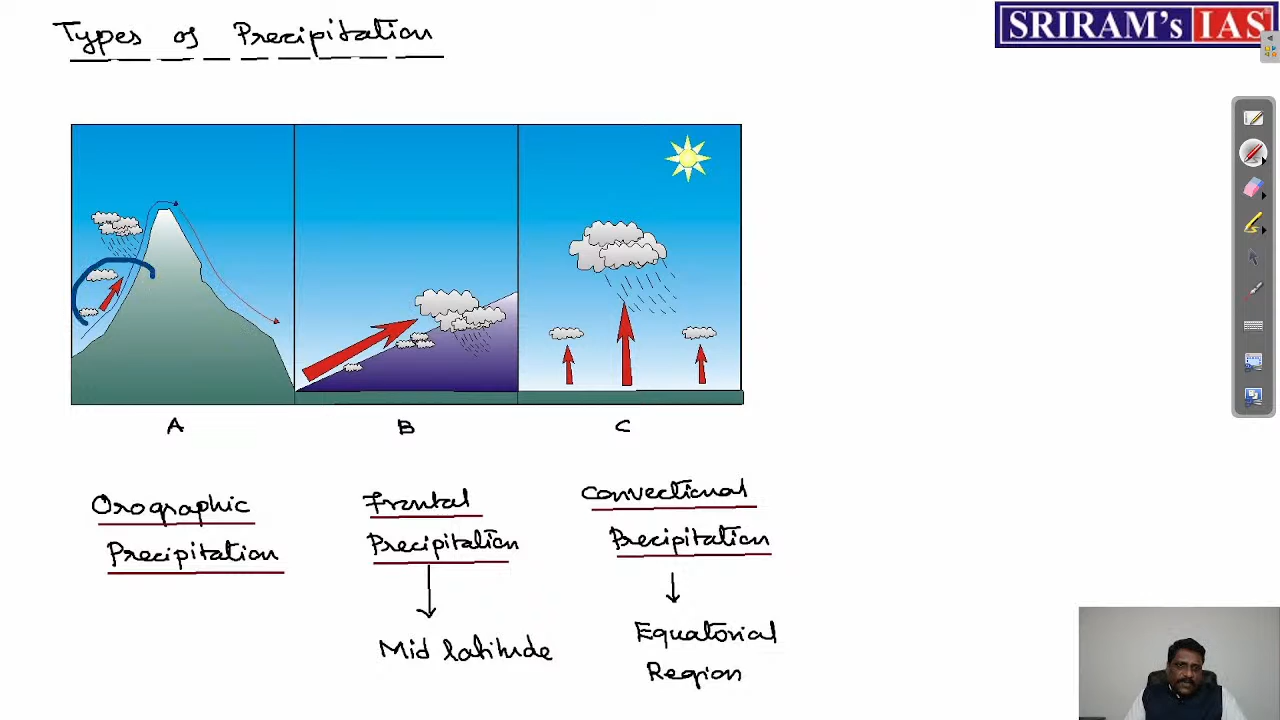 Types of Precipitation
SRIRAM's IAS
A
B
C
Orographic
Precipitation
Frontal
Precipitation
Mid latitude
Convectional
Precipitation
Equatorial
Region